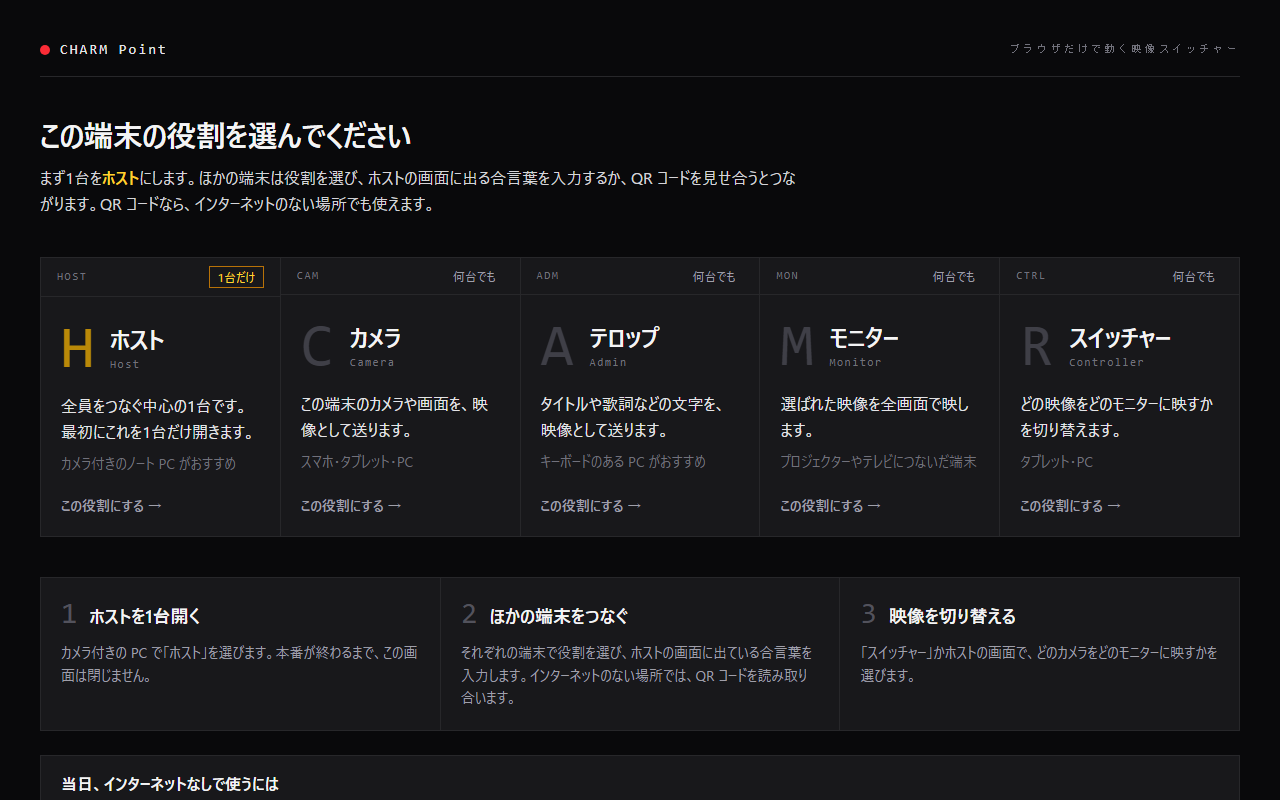 CHARM Point
ブラウザだけで動く映像スイッチャー
この端末の役割を選んでください
まず1台をホストにします。ほかの端末は役割を選び、ホストの画面に出る合言葉を入力するか、QR コードを見せ合うとつな
がります。QR コードなら、インターネットのない場所でも使えます。
HOST
1台だけ
H
ホスト
Host
全員をつなぐ中心の1台です。
最初にこれを1台だけ開きます。
カメラ付きのノート PC がおすすめ
この役割にする →
CAM
何台でも
C
カメラ
Camera
この端末のカメラや画面を、映
像として送ります。
スマホ・タブレット・PC
この役割にする →
ADM
何台でも
A
テロップ
Admin
タイトルや歌詞などの文字を、
映像として送ります。
キーボードのある PC がおすすめ
この役割にする →
MON
何台でも
M
モニター
Monitor
選ばれた映像を全画面で映し
ます。
プロジェクターやテレビにつないだ端末
この役割にする →
CTRL
何台でも
R
スイッチャー
Controller
どの映像をどのモニターに映すか
を切り替えます。
タブレット・PC
この役割にする →
1 ホストを1台開く
カメラ付きの PC で「ホスト」を選びます。本番が終わるまで、この画
面は閉じません。
2 ほかの端末をつなぐ
それぞれの端末で役割を選び、ホストの画面に出ている合言葉を
入力します。インターネットのない場所では、QR コードを読み取り
合います。
3 映像を切り替える
「スイッチャー」かホストの画面で、どのカメラをどのモニターに映すかを
選びます。
当日、インターネットなしで使うには